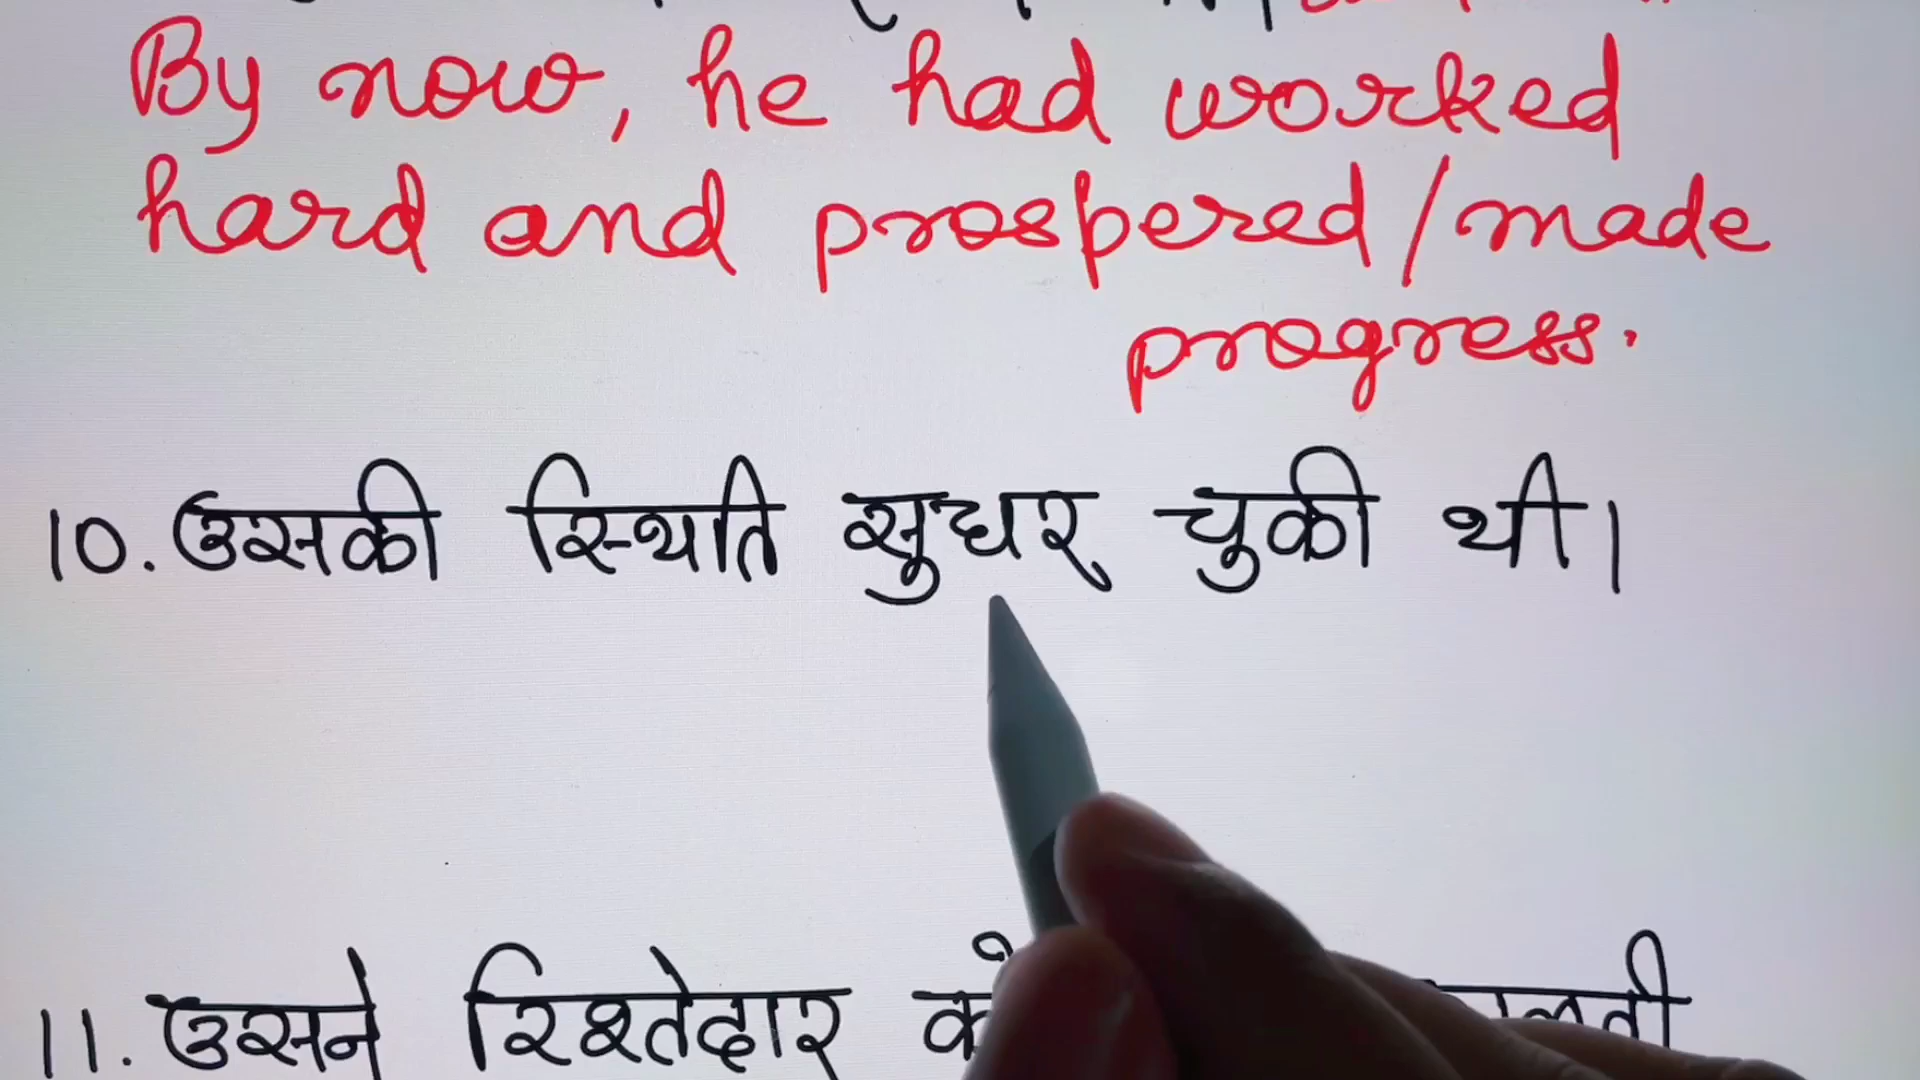 By now, he had worked
hard and prospered/made
progress.
10. उसकी स्थिति सुधर चुकी थी।
11. उसने रिश्तेदार